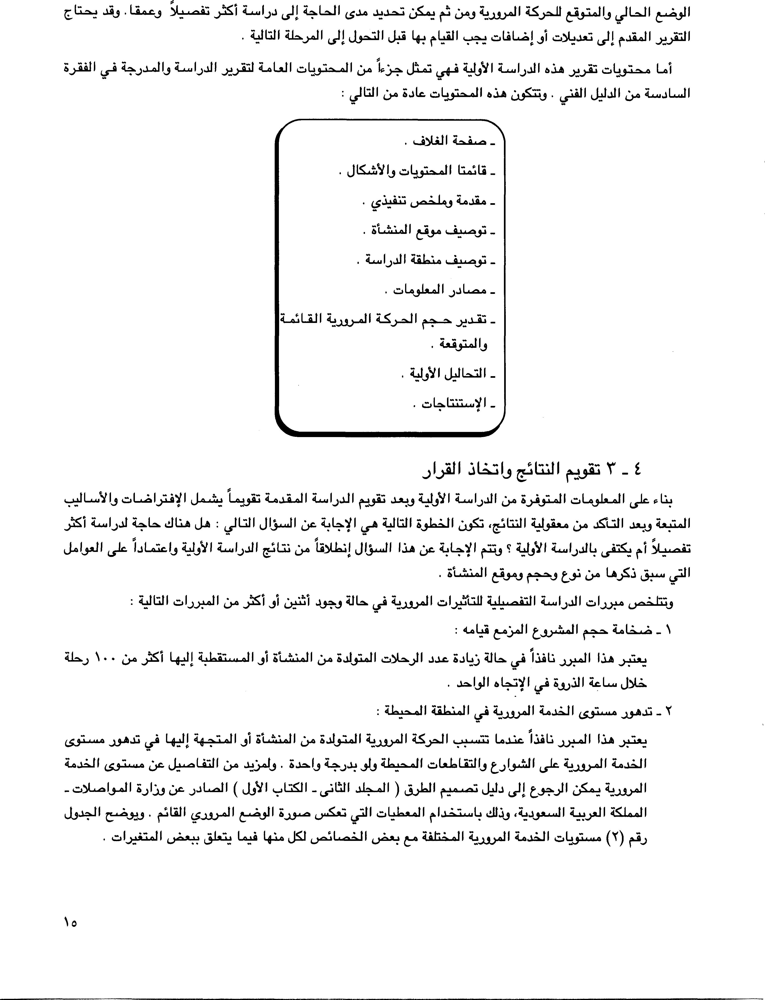 الوضع الحالي والمتوقع للحركة المرورية ومن ثم يمكن تحديد مدى الحاجة إلى دراسة أكثر تفصيلاً وعمقا. وقد يحتاج
التقرير المقدم إلى تعديلات أو إضافات يجب القيام بها قبل التحول إلى المرحلة التالية .
أما محتويات تقرير هذه الدراسة الأولية فهي تمثل جزءاً من المحتويات العامة لتقرير الدراسة والمدرجة في الفقرة
السادسة من الدليل الفني . وتتكون هذه المحتويات عادة من التالي :
ـ صفحة الغلاف .
ـ قائمتا المحتويات والأشكال .
ـ مقدمة وملخص تنفيذي .
ـ توصيف موقع المنشأة .
ـ توصيف منطقة الدراسة .
ـ مصادر المعلومات .
ـ تقدير حجم الحركة المرورية القائمة
والمتوقعة .
ـ التحاليل الأولية .
ـ الإستنتاجات .
٤ ـ ٣ تقويم النتائج واتخاذ القرار
بناء على المعلومات المتوفرة من الدراسة الأولية وبعد تقويم الدراسة المقدمة تقويماً يشمل الإفتراضات والأساليب
المتبعة وبعد التأكد من معقولية النتائج، تكون الخطوة التالية هي الإجابة عن السؤال التالي : هل هناك حاجة لدراسة أكثر
تفصيلاً أم يكتفى بالدراسة الأولية ؟ وتتم الإجابة عن هذا السؤال إنطلاقاً من نتائج الدراسة الأولية واعتماداً على العوامل
التي سبق ذكرها من نوع وحجم وموقع المنشأة .
وتتلخص مبررات الدراسة التفصيلية للتأثيرات المرورية في حالة وجود أثنين أو أكثر من المبررات التالية :
١ ـ ضخامة حجم المشروع المزمع قيامه :
يعتبر هذا المبرر نافذاً في حالة زيادة عدد الرحلات المتولدة من المنشأة أو المستقطبة إليها أكثر من ١٠٠ رحلة
خلال ساعة الذروة في الإتجاه الواحد .
٢ ـ تدهور مستوى الخدمة المرورية في المنطقة المحيطة :
يعتبر هذا المبرر نافذاً عندما تتسبب الحركة المرورية المتولدة من المنشأة أو المتجهة إليها في تدهور مستوى
الخدمة المرورية على الشوارع والتقاطعات المحيطة ولو بدرجة واحدة . ولمزيد من التفاصيل عن مستوى الخدمة
المرورية يمكن الرجوع إلى دليل تصميم الطرق ( المجلد الثانى ـ الكتاب الأول ) الصادر عن وزارة المواصلات ـ
المملكة العربية السعودية، وذلك باستخدام المعطيات التي تعكس صورة الوضع المروري القائم . ويوضح الجدول
رقم (٢) مستويات الخدمة المرورية المختلفة مع بعض الخصائص لكل منها فيما يتعلق ببعض المتغيرات .
١٥